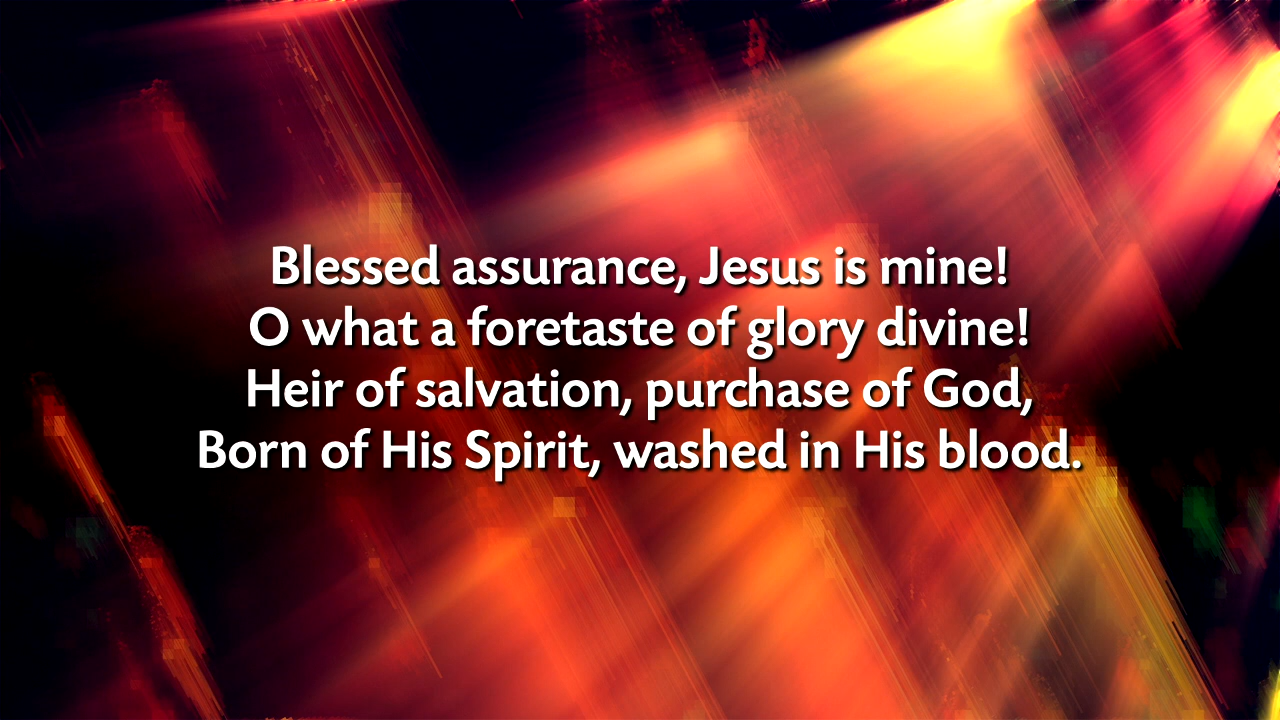 Blessed assurance, Jesus is mine!
O what a foretaste of glory divine!
Heir of salvation, purchase of God,
Born of His Spirit, washed in His blood.